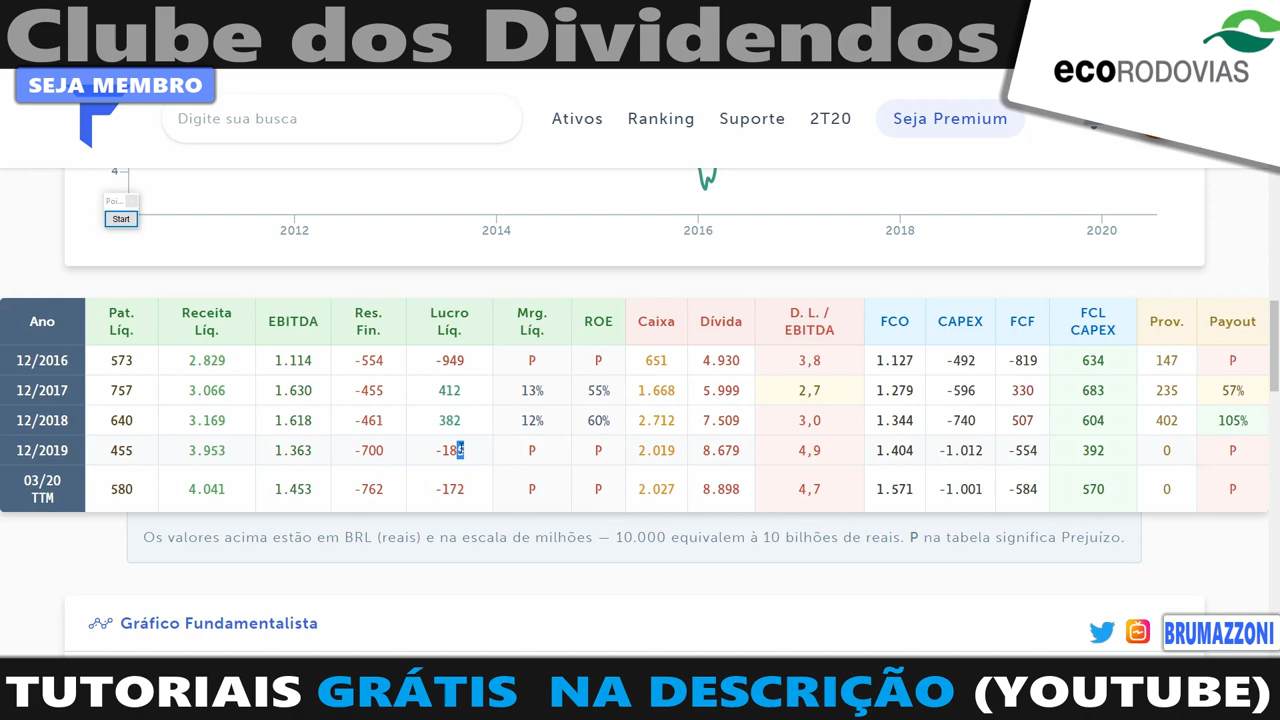 Clube dos Dividendos
ecoRODOVIAS
SEJA MEMBRO
Digite sua busca
Ativos Ranking Suporte 2T20 Seja Premium
4
Poi...
Start
2012 2014 2016 2018 2020
Ano Pat. Líq. Receita Líq. EBITDA Res. Fin. Lucro Líq. Mrg. Líq. ROE Caixa Dívida D. L. / EBITDA FCO CAPEX FCF FCL CAPEX Prov. Payout
12/2016 573 2.829 1.114 -554 -949 P P 651 4.930 3,8 1.127 -492 -819 634 147 P
12/2017 757 3.066 1.630 -455 412 13% 55% 1.668 5.999 2,7 1.279 -596 330 683 235 57%
12/2018 640 3.169 1.618 -461 382 12% 60% 2.712 7.509 3,0 1.344 -740 507 604 402 105%
12/2019 455 3.953 1.363 -700 -18 P P 2.019 8.679 4,9 1.404 -1.012 -554 392 0 P
03/20 TTM 580 4.041 1.453 -762 -172 P P 2.027 8.898 4,7 1.571 -1.001 -584 570 0 P
Os valores acima estão em BRL (reais) e na escala de milhões — 10.000 equivalem à 10 bilhões de reais. P na tabela significa Prejuízo.
Gráfico Fundamentalista
BRUMAZZONI
TUTORIAIS GRÁTIS NA DESCRIÇÃO (YOUTUBE)